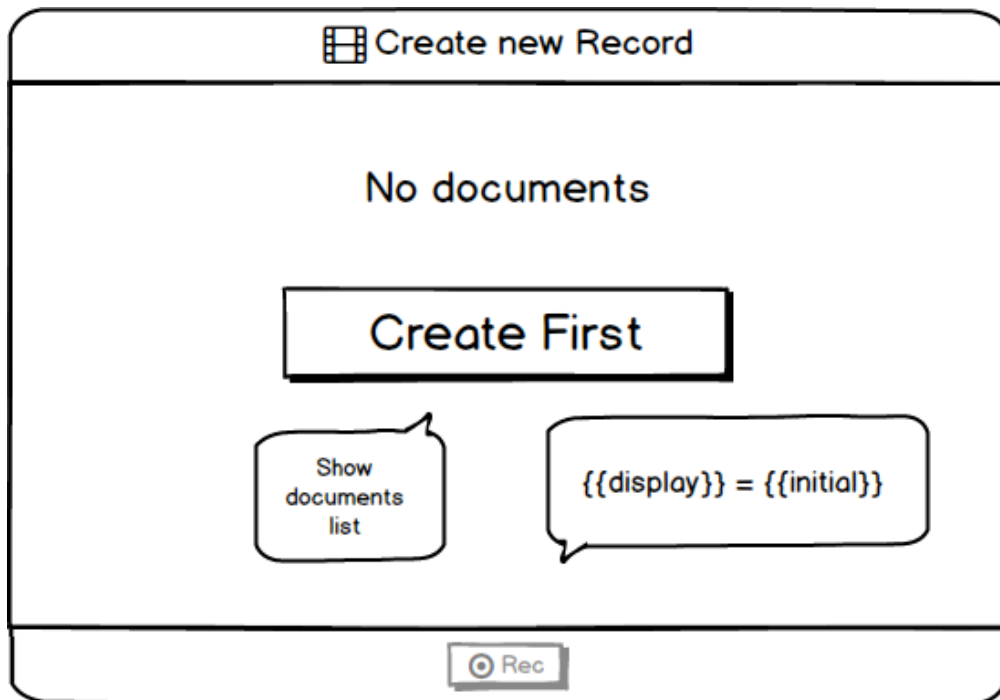 Create new Record
No documents
Create First
Show
documents
list
{{display}} = {{initial}}
Rec